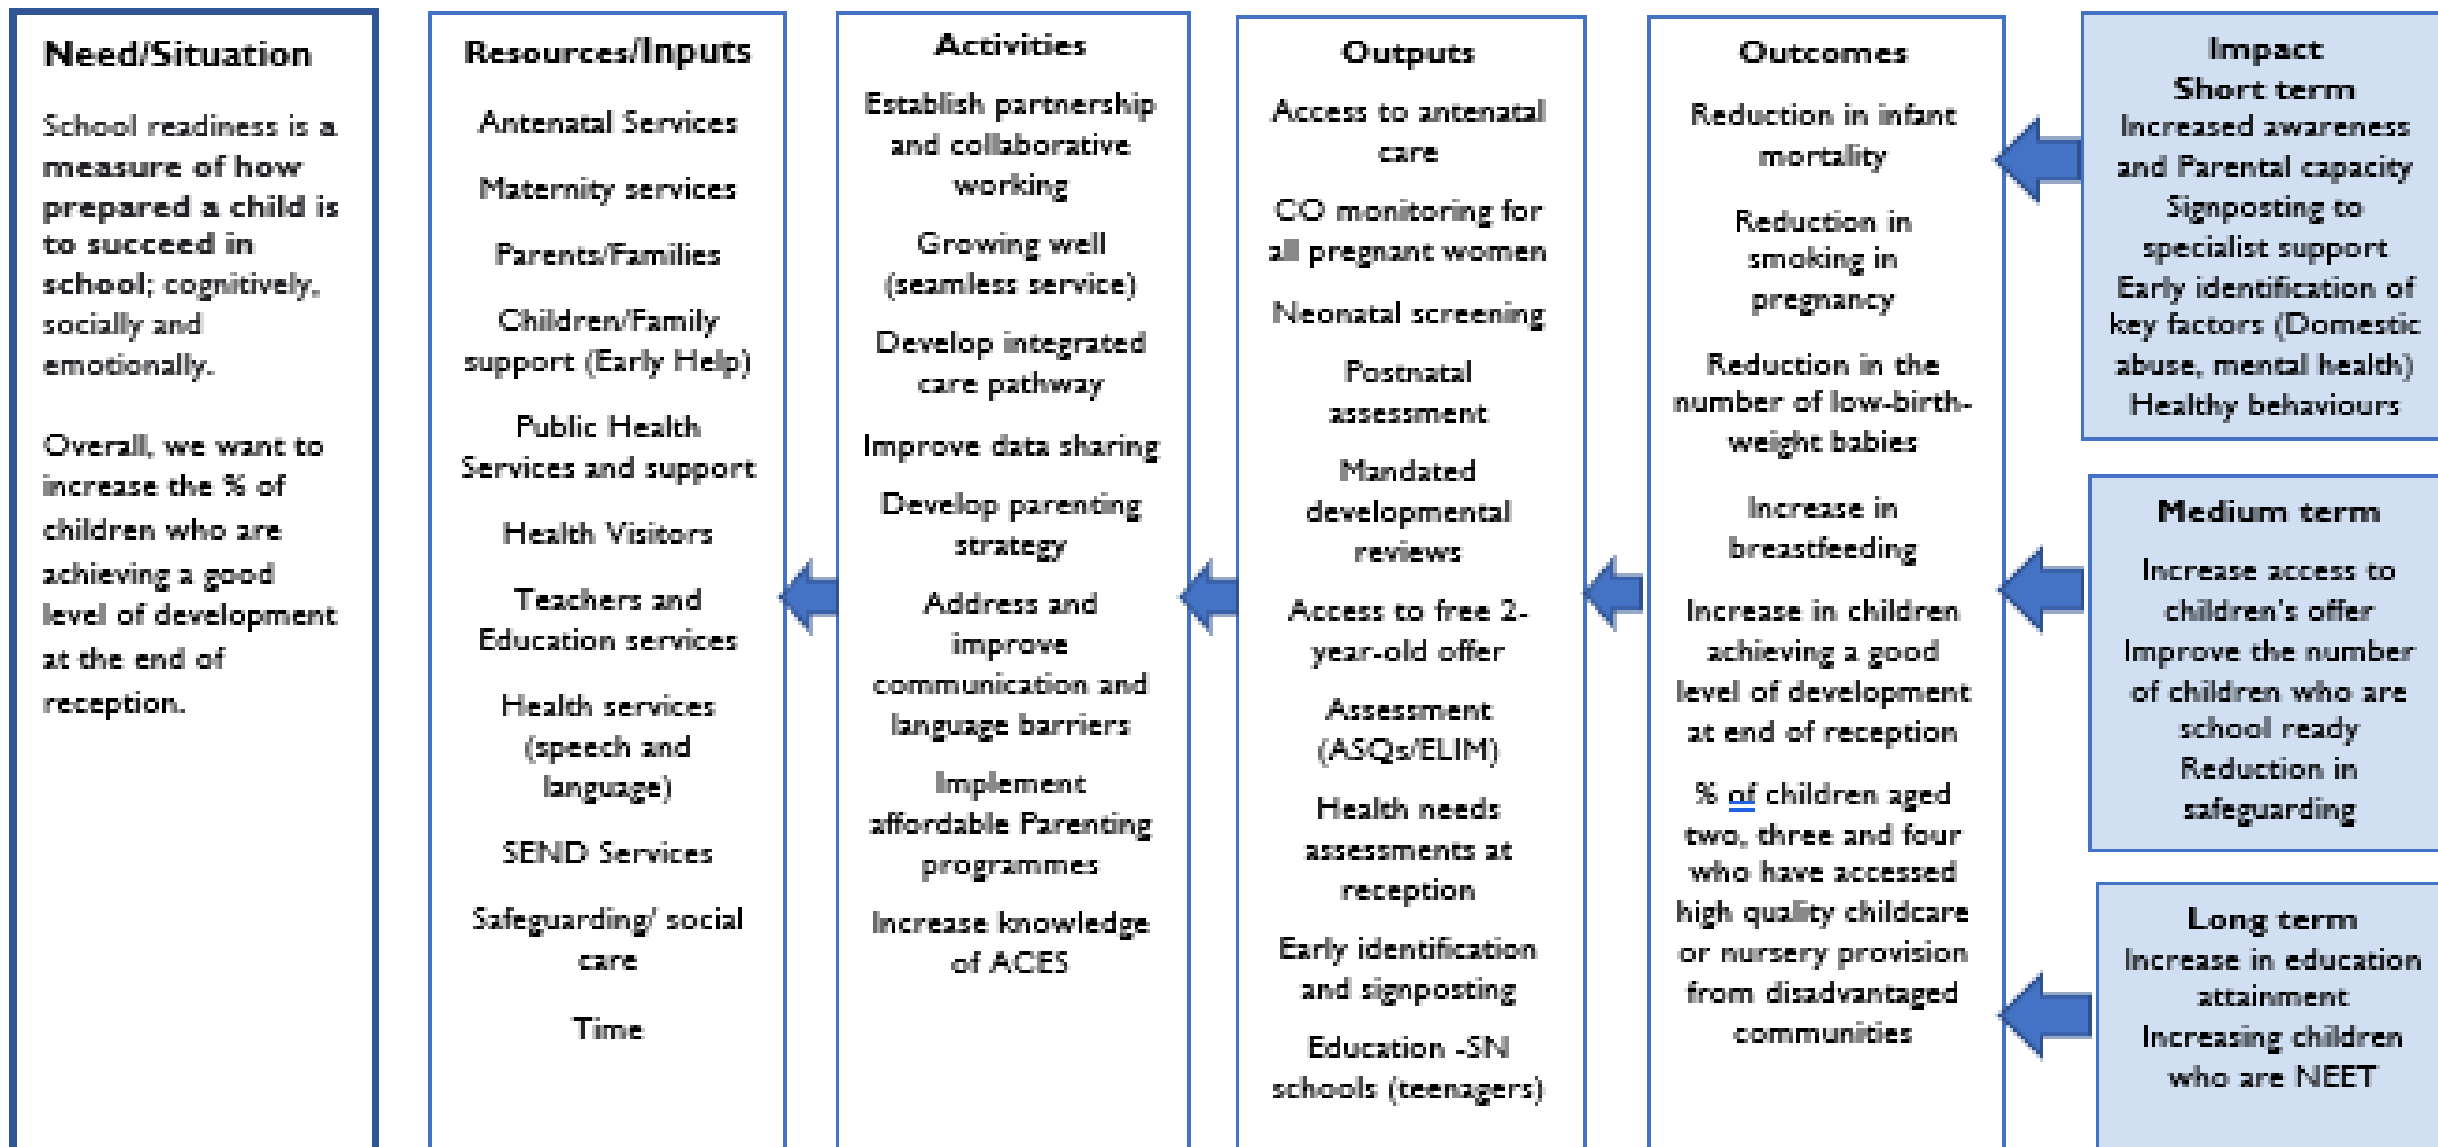 Need/Situation
School readiness is a
measure of how
prepared a child is
to succeed in
school; cognitively,
socially and
emotionally.
Overall, we want to
increase the % of
children who are
achieving a good
level of development
at the end of
reception.
Resources/Inputs
Antenatal Services
Maternity services
Parents/Families
Children/Family
support (Early Help)
Public Health
Services and support
Health Visitors
Teachers and
Education services
Health services
(speech and
language)
SEND Services
Safeguarding/ social
care
Time
Activities
Establish partnership
and collaborative
working
Growing well
(seamless service)
Develop integrated
care pathway
Improve data sharing
Develop parenting
strategy
Address and
improve
communication and
language barriers
Implement
affordable Parenting
programmes
Increase knowledge
of ACES
Outputs
Access to antenatal
care
CO monitoring for
all pregnant women
Neonatal screening
Postnatal
assessment
Mandated
developmental
reviews
Access to free 2-
year-old offer
Assessment
(ASQs/ELIM)
Health needs
assessments at
reception
Early identification
and signposting
Education -SN
schools (teenagers)
Outcomes
Reduction in infant
mortality
Reduction in
smoking in
pregnancy
Reduction in the
number of low-birth-
weight babies
Increase in
breastfeeding
Increase in children
achieving a good
level of development
at end of reception
% of children aged
two, three and four
who have accessed
high quality childcare
or nursery provision
from disadvantaged
communities
Impact
Short term
Increased awareness
and Parental capacity
Signposting to
specialist support
Early identification of
key factors (Domestic
abuse, mental health)
Healthy behaviours
Medium term
Increase access to
children's offer
Improve the number
of children who are
school ready
Reduction in
safeguarding
Long term
Increase in education
attainment
Increasing children
who are NEET